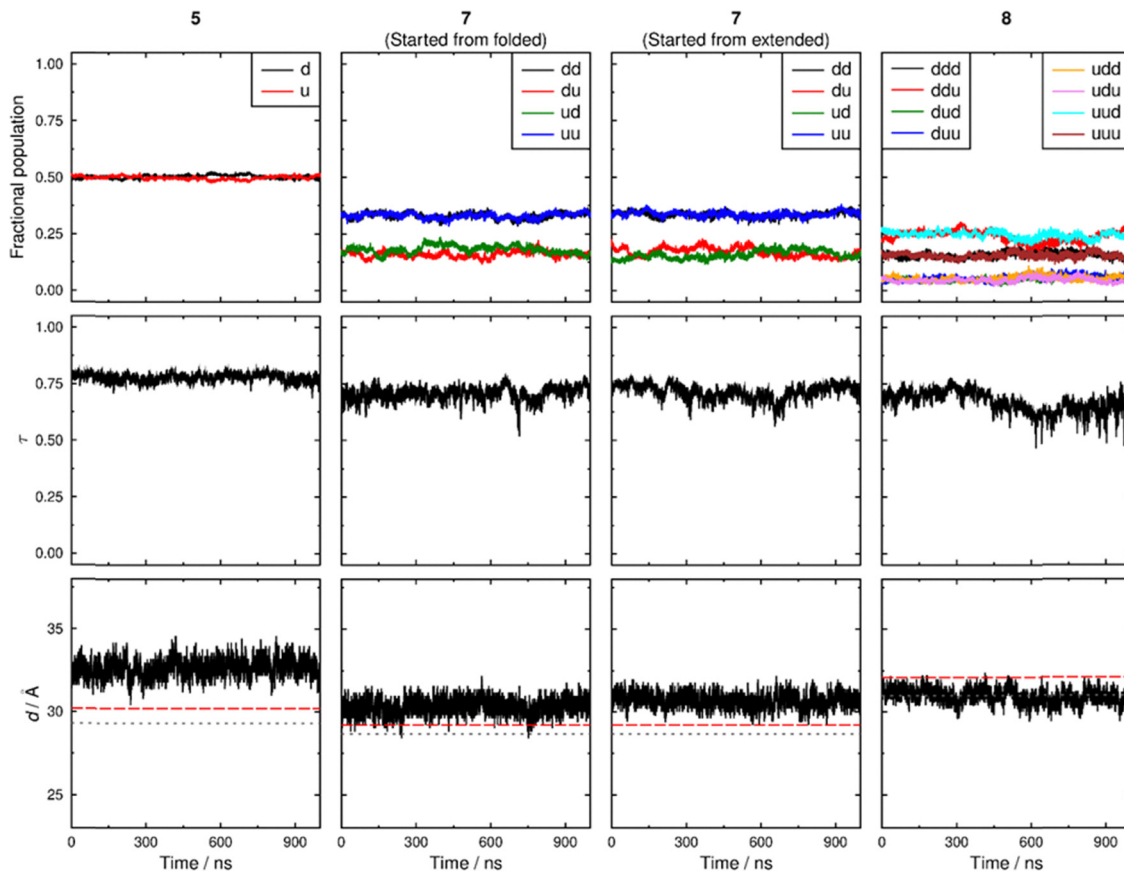 5 7 7 8
(Started from folded) (Started from extended)
Fractional population
1.00
0.75
0.50
0.25
0.00
d
u
dd
du
ud
uu
dd
du
ud
uu
ddd
ddu
dud
duu
udd
udu
uud
uuu
τ
1.00
0.75
0.50
0.25
0.00
d / Å
35
30
25
0 300 600 900 0 300 600 900 0 300 600 900 0 300 600 900
Time / ns Time / ns Time / ns Time / ns